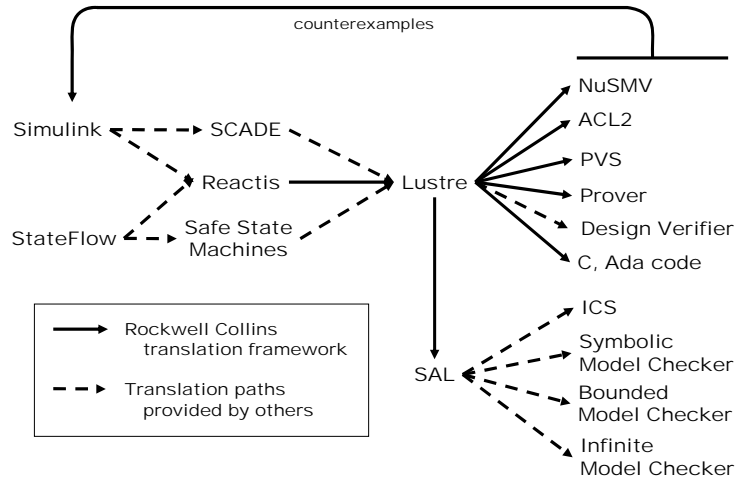 counterexamples
NuSMV
ACL2
PVS
Prover
Design Verifier
C, Ada code
Simulink
SCADE
Reactis
Lustre
StateFlow
Safe State
Machines
Rockwell Collins
translation framework
Translation paths
provided by others
SAL
ICS
Symbolic
Model Checker
Bounded
Model Checker
Infinite
Model Checker